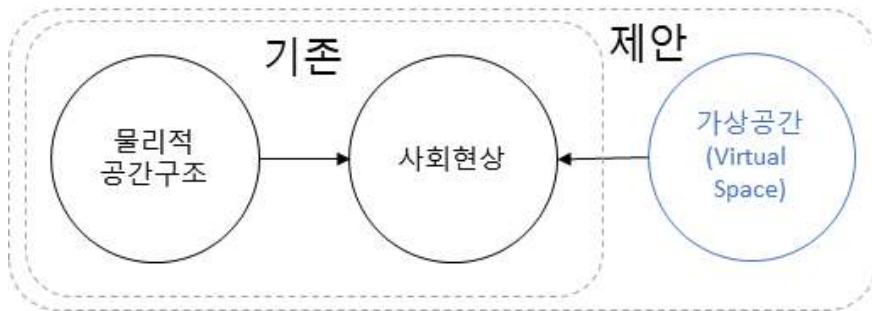 기존
제안
물리적
공간구조
사회현상
가상공간
(Virtual
Space)